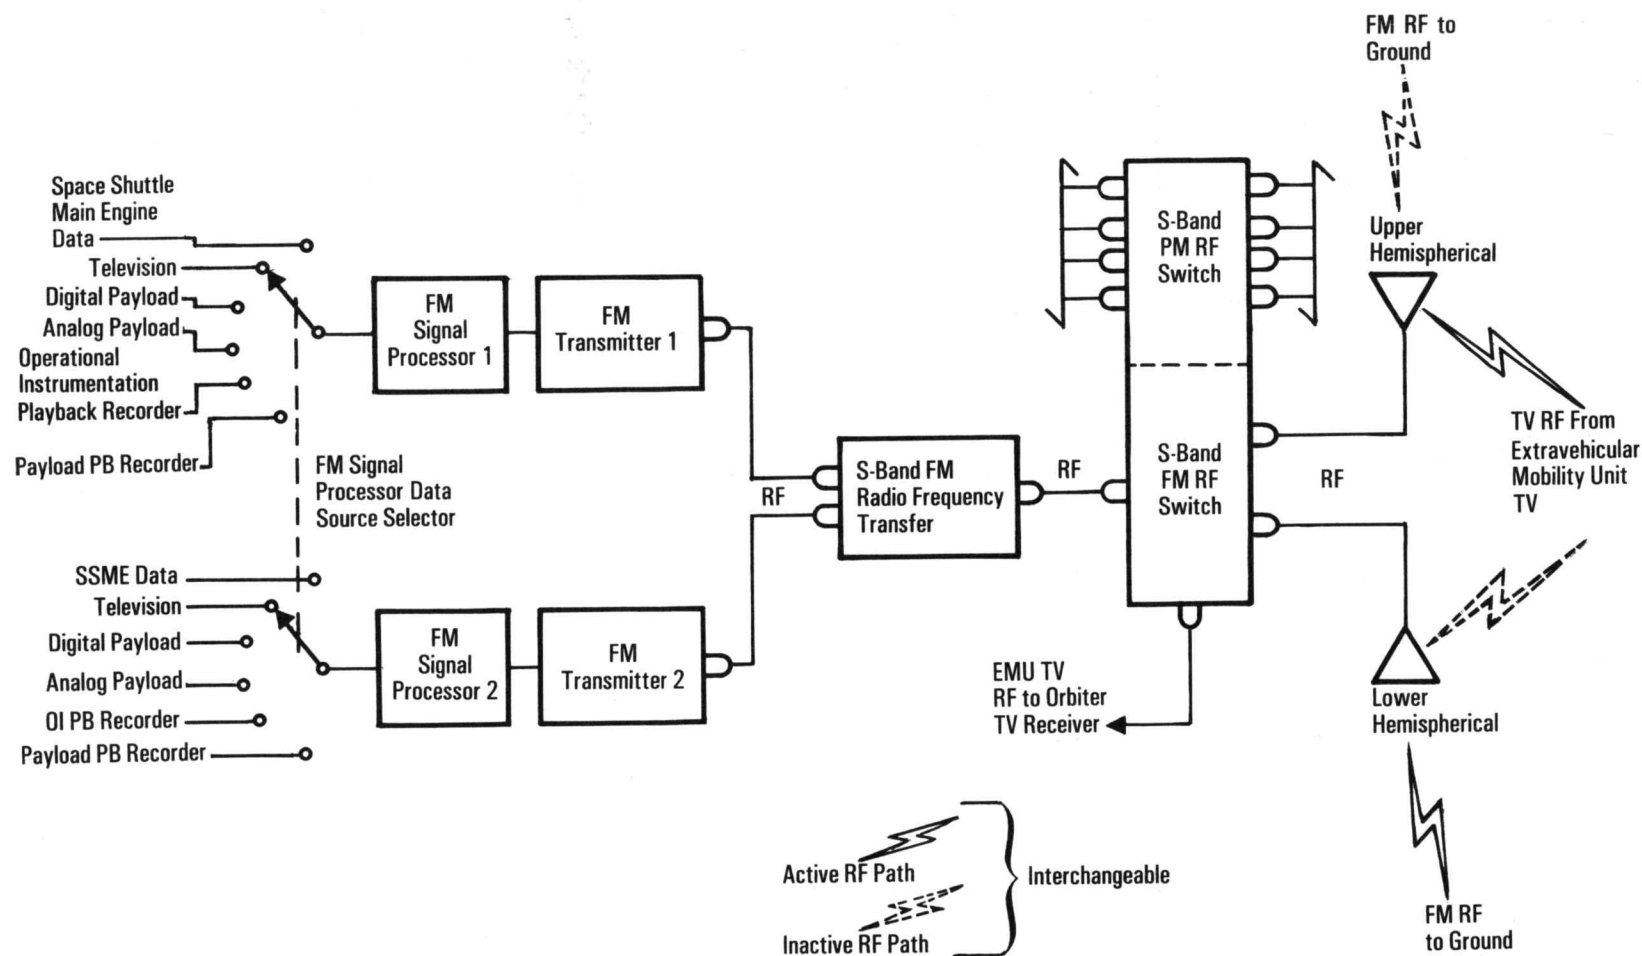 FM RF to
Ground
Space Shuttle
Main Engine
Data
Television
Digital Payload
Analog Payload
Operational
Instrumentation
Playback Recorder
Payload PB Recorder
FM
Signal
Processor 1
FM
Transmitter 1
FM Signal
Processor Data
Source Selector
SSME Data
Television
Digital Payload
Analog Payload
OI PB Recorder
Payload PB Recorder
FM
Signal
Processor 2
FM
Transmitter 2
RF
S-Band FM
Radio Frequency
Transfer
RF
S-Band
PM RF
Switch
S-Band
FM RF
Switch
RF
Upper
Hemispherical
TV RF From
Extravehicular
Mobility Unit
TV
EMU TV
RF to Orbiter
TV Receiver
Lower
Hemispherical
Active RF Path
Inactive RF Path
Interchangeable
FM RF
to Ground